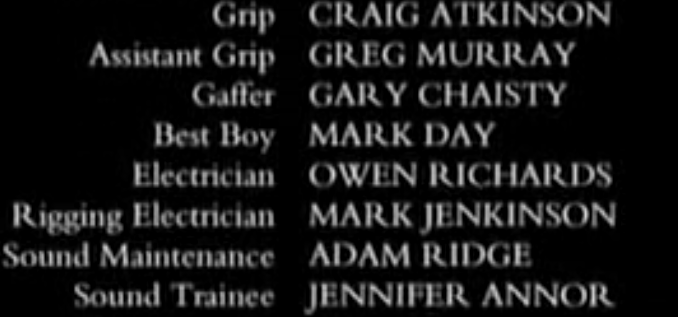 Grip CRAIG ATKINSON
Assistant Grip GREG MURRAY
Gaffer GARY CHAISTY
Best Boy MARK DAY
Electrician OWEN RICHARDS
Rigging Electrician MARK JENKINSON
Sound Maintenance ADAM RIDGE
Sound Trainee JENNIFER ANNOR